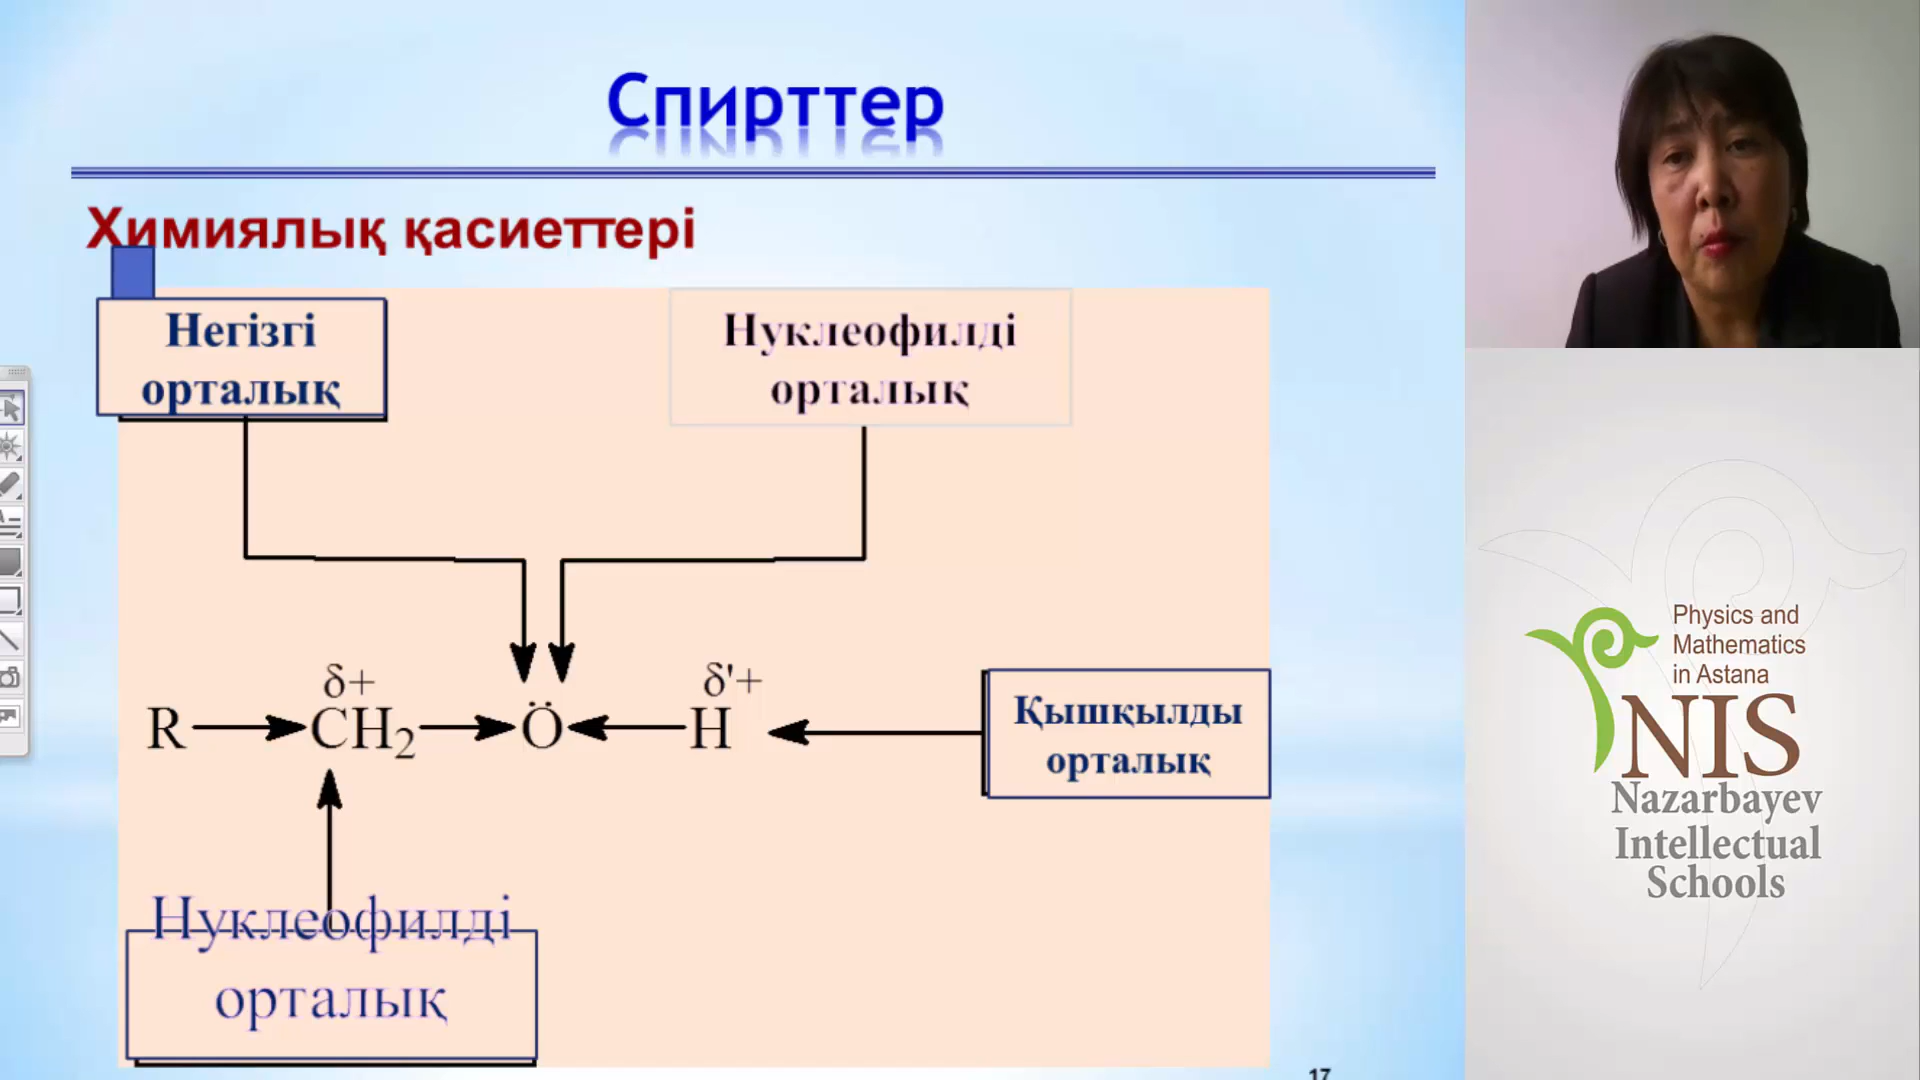 Спирттер
Химиялық қасиеттері
Негізгі
орталық
Нуклеофилді
орталық
δ+
δ'+
R CH₂ Ö H
Қышқылды
орталық
Нуклеофилді
орталық
17
Physics and
Mathematics
in Astana
NIS
Nazarbayev
Intellectual
Schools